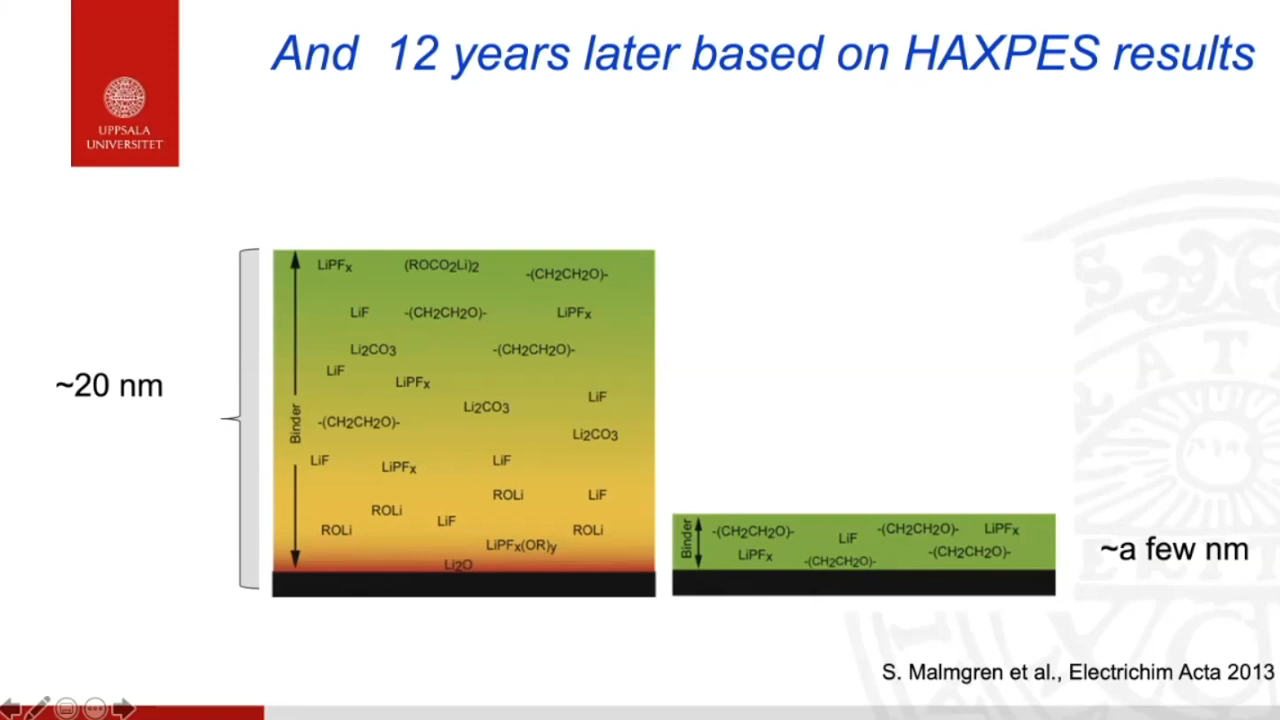 And 12 years later based on HAXPES results
UPPSALA
UNIVERSITET
~20 nm
Binder
LiPFx
(ROCO2Li)2
-(CH2CH2O)-
LiF
-(CH2CH2O)-
LiPFx
Li2CO3
-(CH2CH2O)-
LiF
LiPFx
LiF
Li2CO3
-(CH2CH2O)-
Li2CO3
LiF
LiPFx
LiF
ROLi
LiF
ROLi
LiF
ROLi
ROLi
LiPFx(OR)y
Li2O
Binder
-(CH2CH2O)-
LiF
-(CH2CH2O)-
LiPFx
LiPFx
-(CH2CH2O)-
-(CH2CH2O)-
~a few nm
S. Malmgren et al., Electrichim Acta 2013